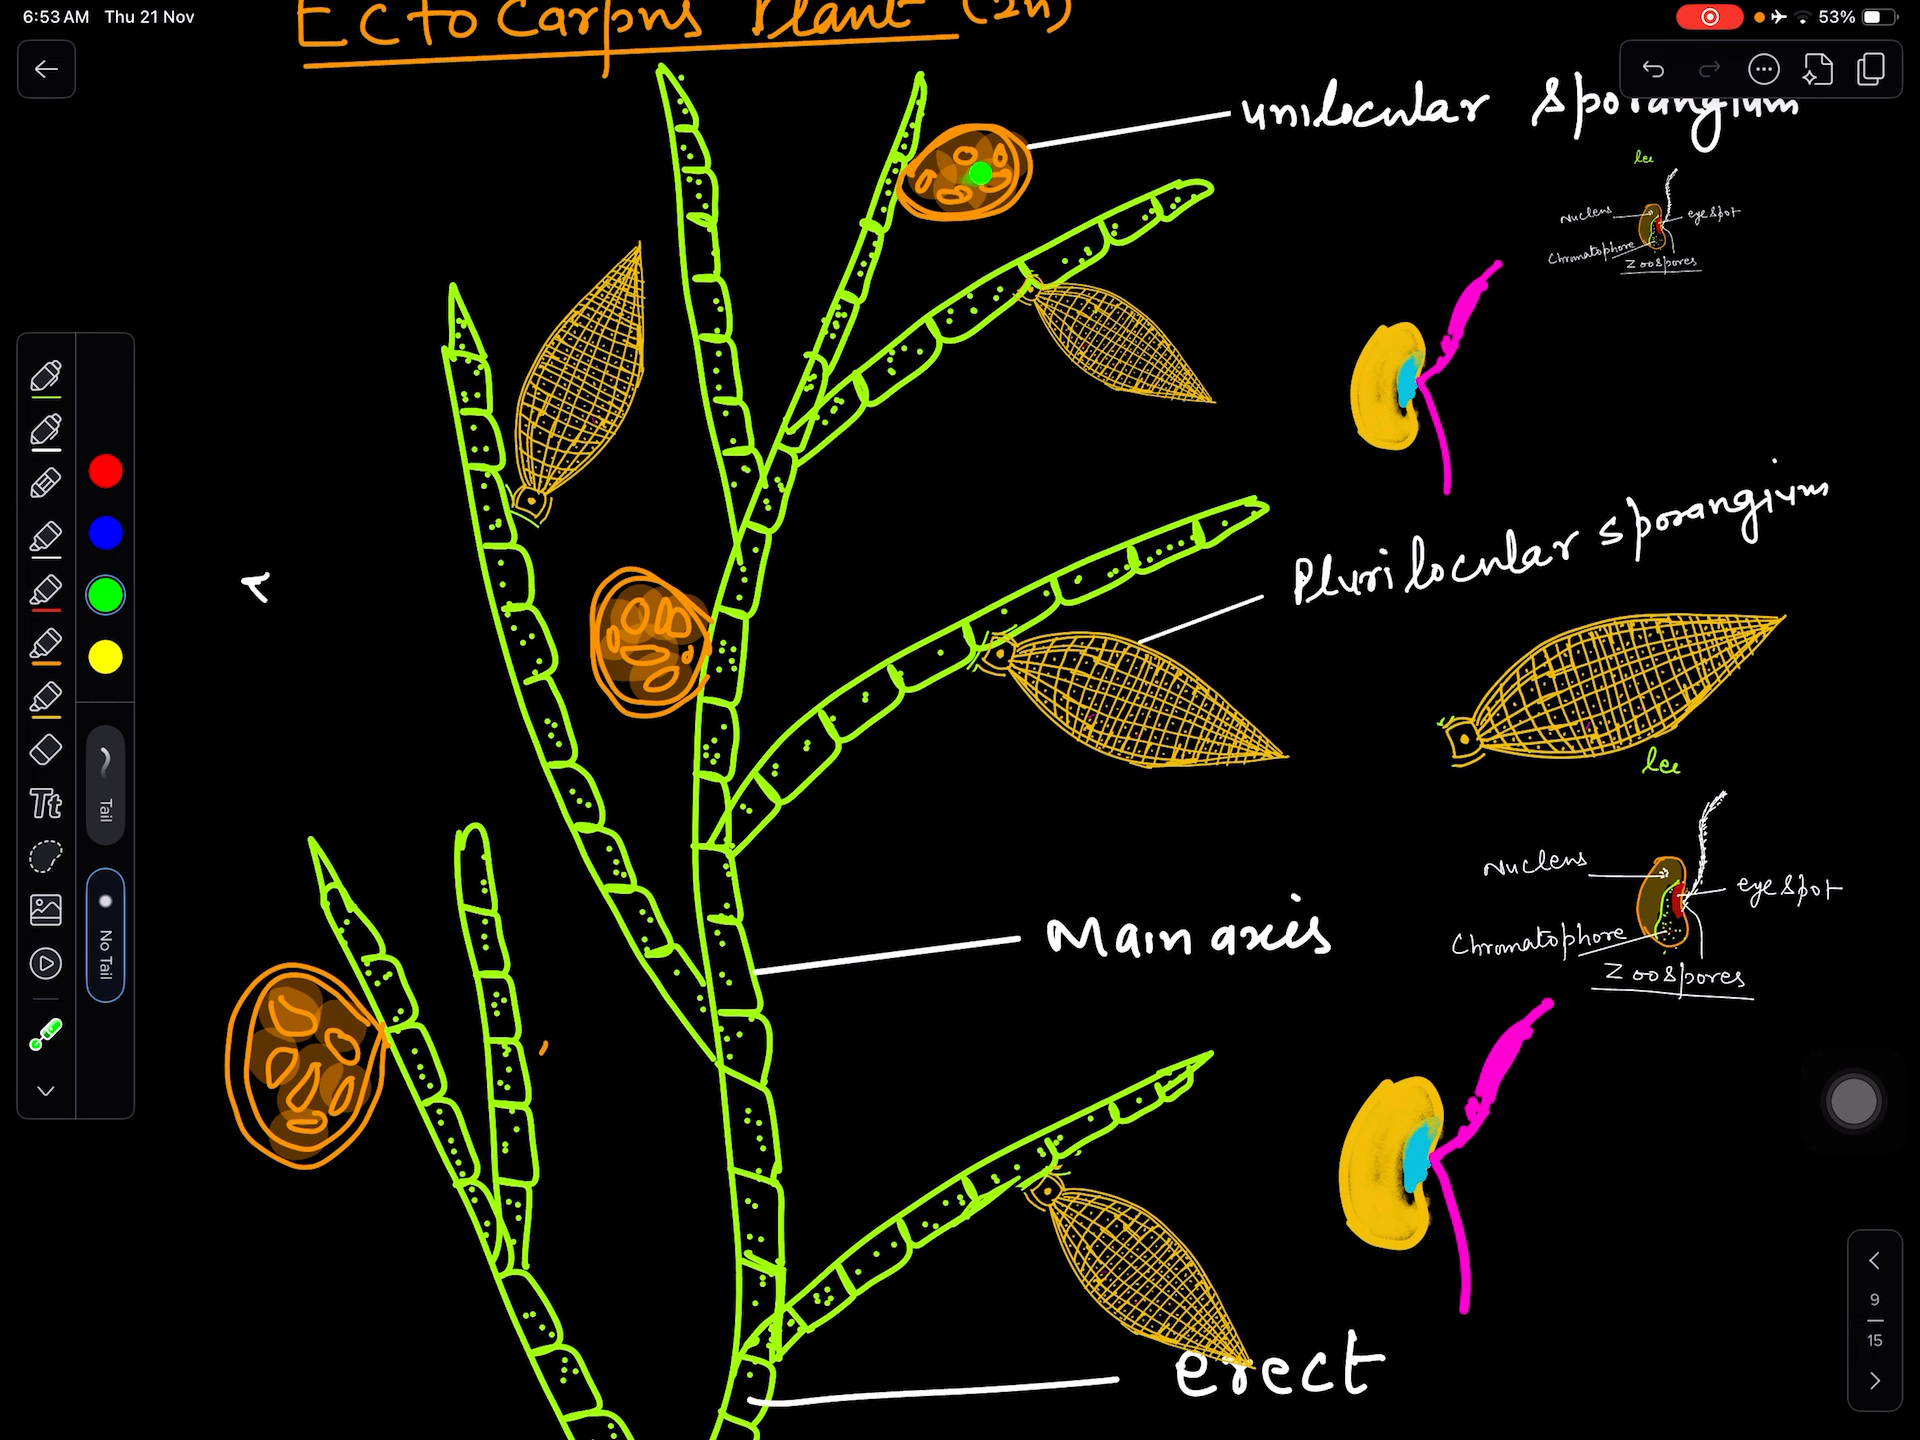 6:53 AM Thu 21 Nov
53%
EctoCarpus Plant (2n)
unilocular sporangium
Nucleus
eye spot
Chromatophore
Zoospores
Plurilocular sporangium
Nucleus
eye spot
Chromatophore
Zoospores
Main axis
erect
Tt
Tail
No Tail
9
15